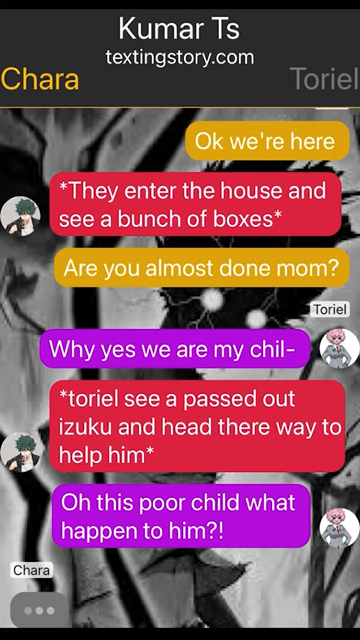 Kumar Ts
textingstory.com
Chara
Toriel
Ok we're here
*They enter the house and
see a bunch of boxes*
Are you almost done mom?
Toriel
Why yes we are my chil-
*toriel see a passed out
izuku and head there way to
help him*
Oh this poor child what
happen to him?!
Chara